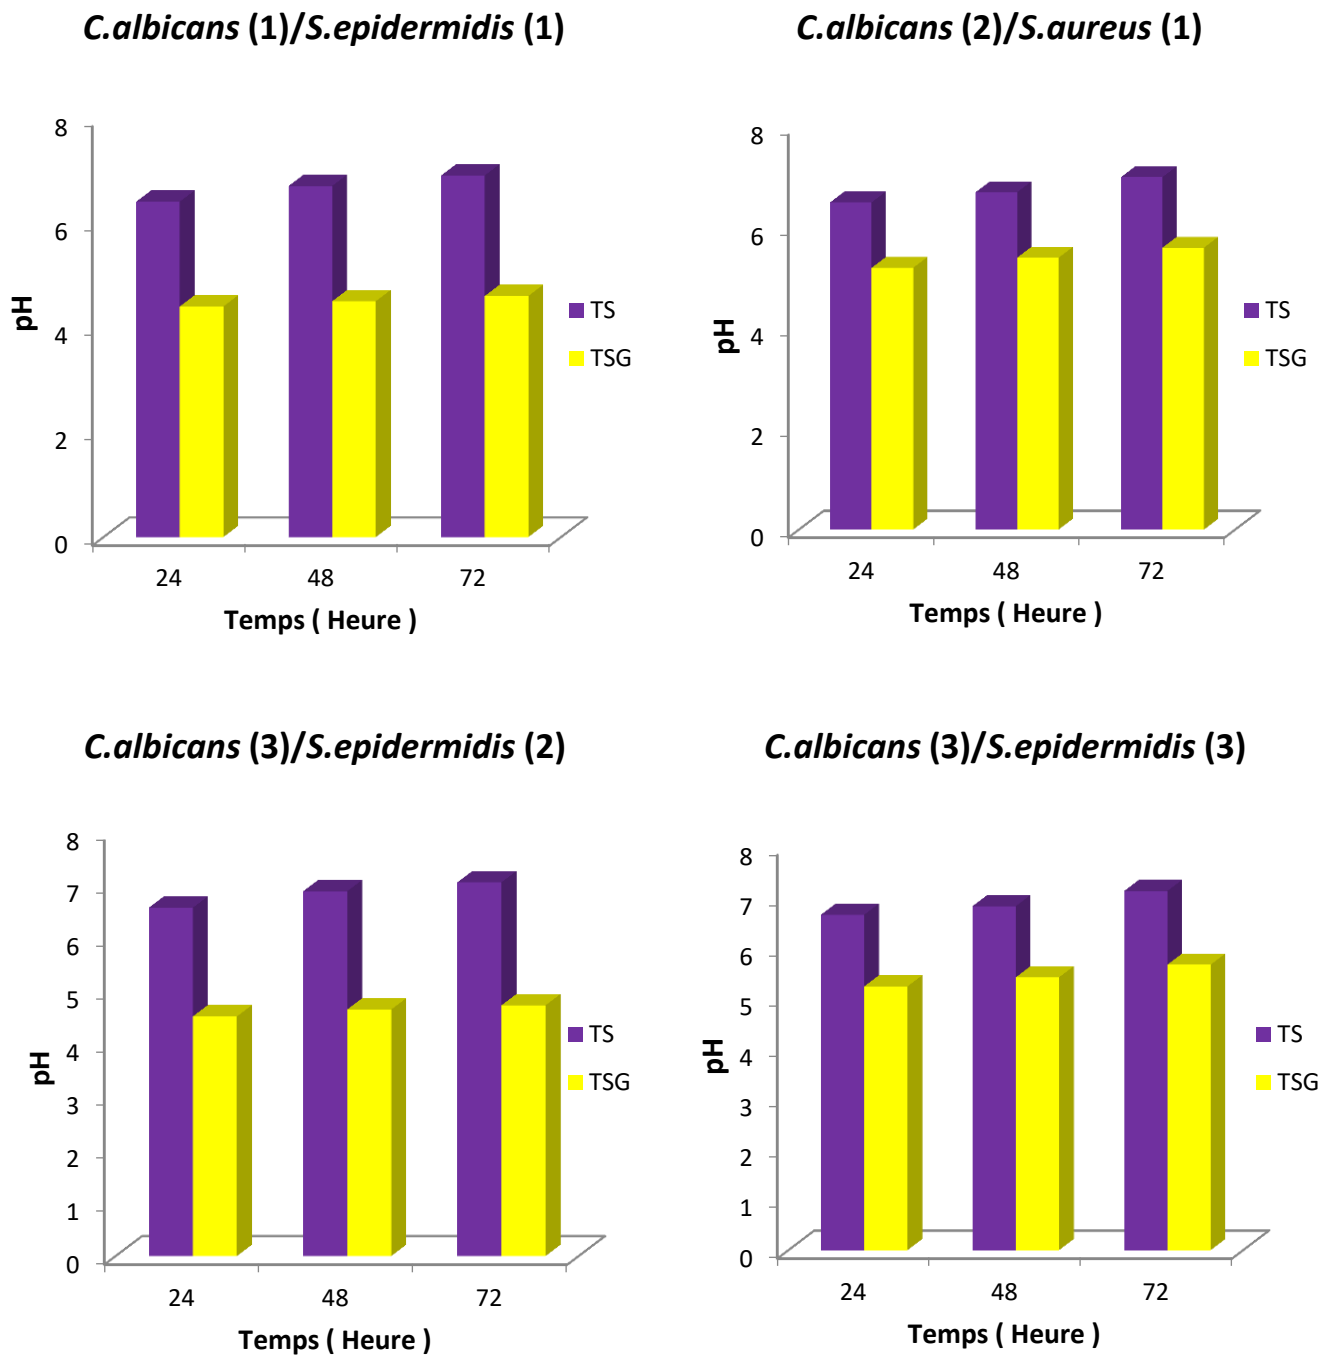 C.albicans (1)/S.epidermidis (1)
8
6
4
2
0
pH
24 48 72
Temps ( Heure )
TS
TSG
C.albicans (2)/S.aureus (1)
8
6
4
2
0
pH
24 48 72
Temps ( Heure )
TS
TSG
C.albicans (3)/S.epidermidis (2)
8
7
6
5
4
3
2
1
0
pH
24 48 72
Temps ( Heure )
TS
TSG
C.albicans (3)/S.epidermidis (3)
8
7
6
5
4
3
2
1
0
pH
24 48 72
Temps ( Heure )
TS
TSG